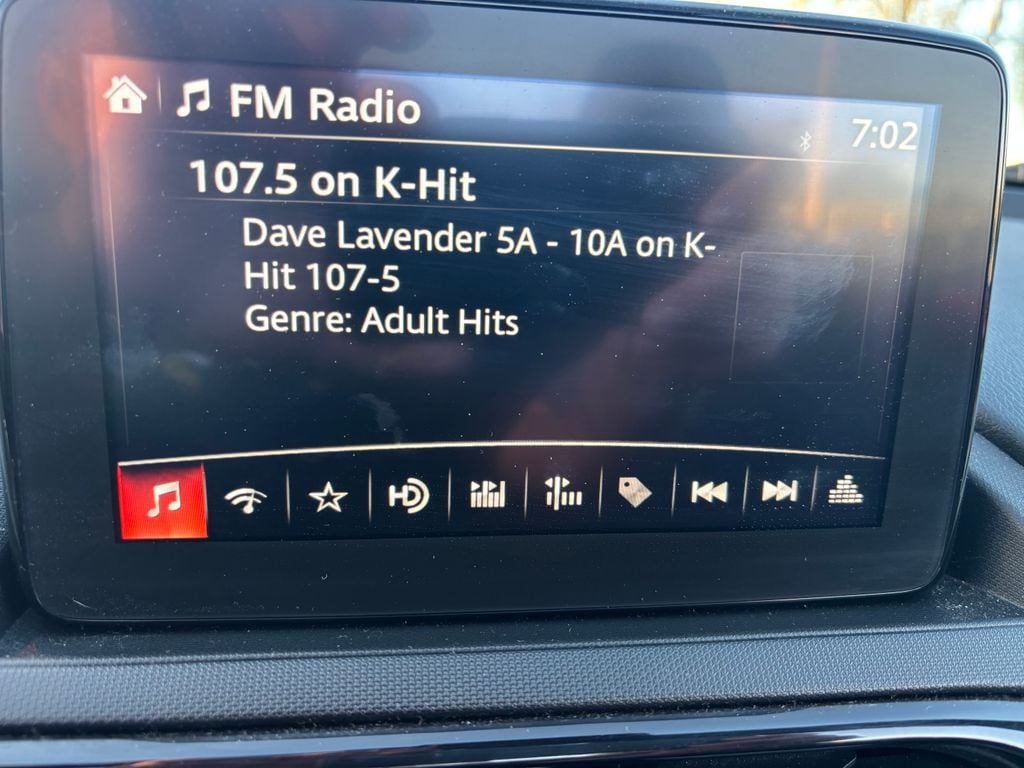 FM Radio
7:02
107.5 on K-Hit
Dave Lavender 5A - 10A on K-
Hit 107-5
Genre: Adult Hits
HD